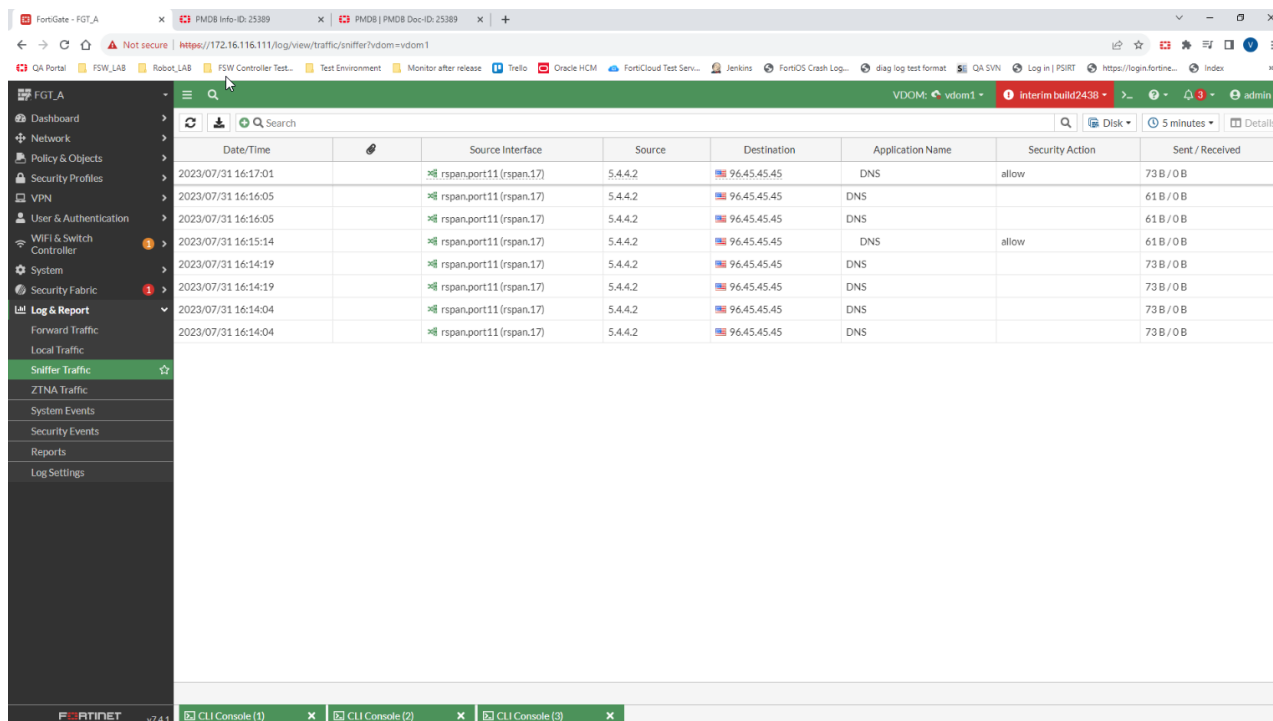 FortiGate - FGT_A
PMDB Info-ID: 25389
PMDB | PMDB Doc-ID: 25389
Not secure | https://172.16.116.111/log/view/traffic/sniffer?vdom=vdom1
QA Portal FSW_LAB Robot_LAB FSW Controller Test... Test Environment Monitor after release Trello Oracle HCM FortiCloud Test Serv... Jenkins FortiOS Crash Log... diag log test format QA SVN Log in | PSIRT https://login.fortine... Index
FGT_A
VDOM: vdom1 interim build2438 >_ 3 admin
Dashboard
Network
Policy & Objects
Security Profiles
VPN
User & Authentication
WiFi & Switch
Controller
1
System
Security Fabric 1
Log & Report
Forward Traffic
Local Traffic
Sniffer Traffic
ZTNA Traffic
System Events
Security Events
Reports
Log Settings
Search Disk 5 minutes Details
Date/Time Source Interface Source Destination Application Name Security Action Sent / Received
2023/07/31 16:17:01 rspan.port11 (rspan.17) 5.4.4.2 96.45.45.45 DNS allow 73 B / 0 B
2023/07/31 16:16:05 rspan.port11 (rspan.17) 5.4.4.2 96.45.45.45 DNS 61 B / 0 B
2023/07/31 16:16:05 rspan.port11 (rspan.17) 5.4.4.2 96.45.45.45 DNS 61 B / 0 B
2023/07/31 16:15:14 rspan.port11 (rspan.17) 5.4.4.2 96.45.45.45 DNS allow 61 B / 0 B
2023/07/31 16:14:19 rspan.port11 (rspan.17) 5.4.4.2 96.45.45.45 DNS 73 B / 0 B
2023/07/31 16:14:19 rspan.port11 (rspan.17) 5.4.4.2 96.45.45.45 DNS 73 B / 0 B
2023/07/31 16:14:04 rspan.port11 (rspan.17) 5.4.4.2 96.45.45.45 DNS 73 B / 0 B
2023/07/31 16:14:04 rspan.port11 (rspan.17) 5.4.4.2 96.45.45.45 DNS 73 B / 0 B
FORTINET v7.4.1
CLI Console (1) CLI Console (2) CLI Console (3)